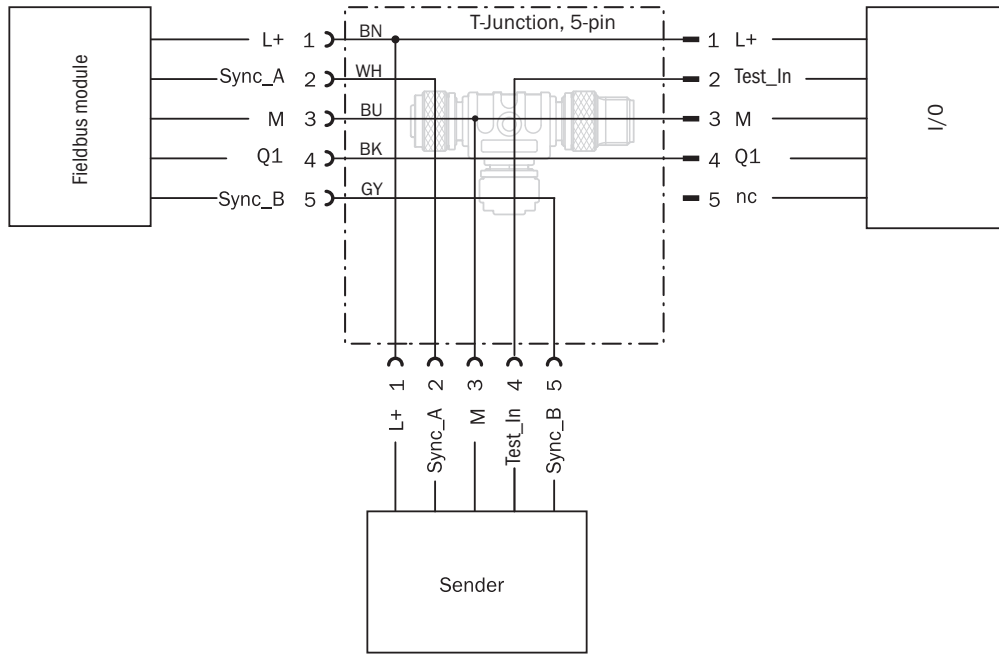 T-Junction, 5-pin
Fieldbus module
L+ 1 BN 1 L+
Sync_A 2 WH 2 Test_In
M 3 BU 3 M
Q1 4 BK 4 Q1
Sync_B 5 GY 5 nc
I/O
1 2 3 4 5
L+ Sync_A M Test_In Sync_B
Sender